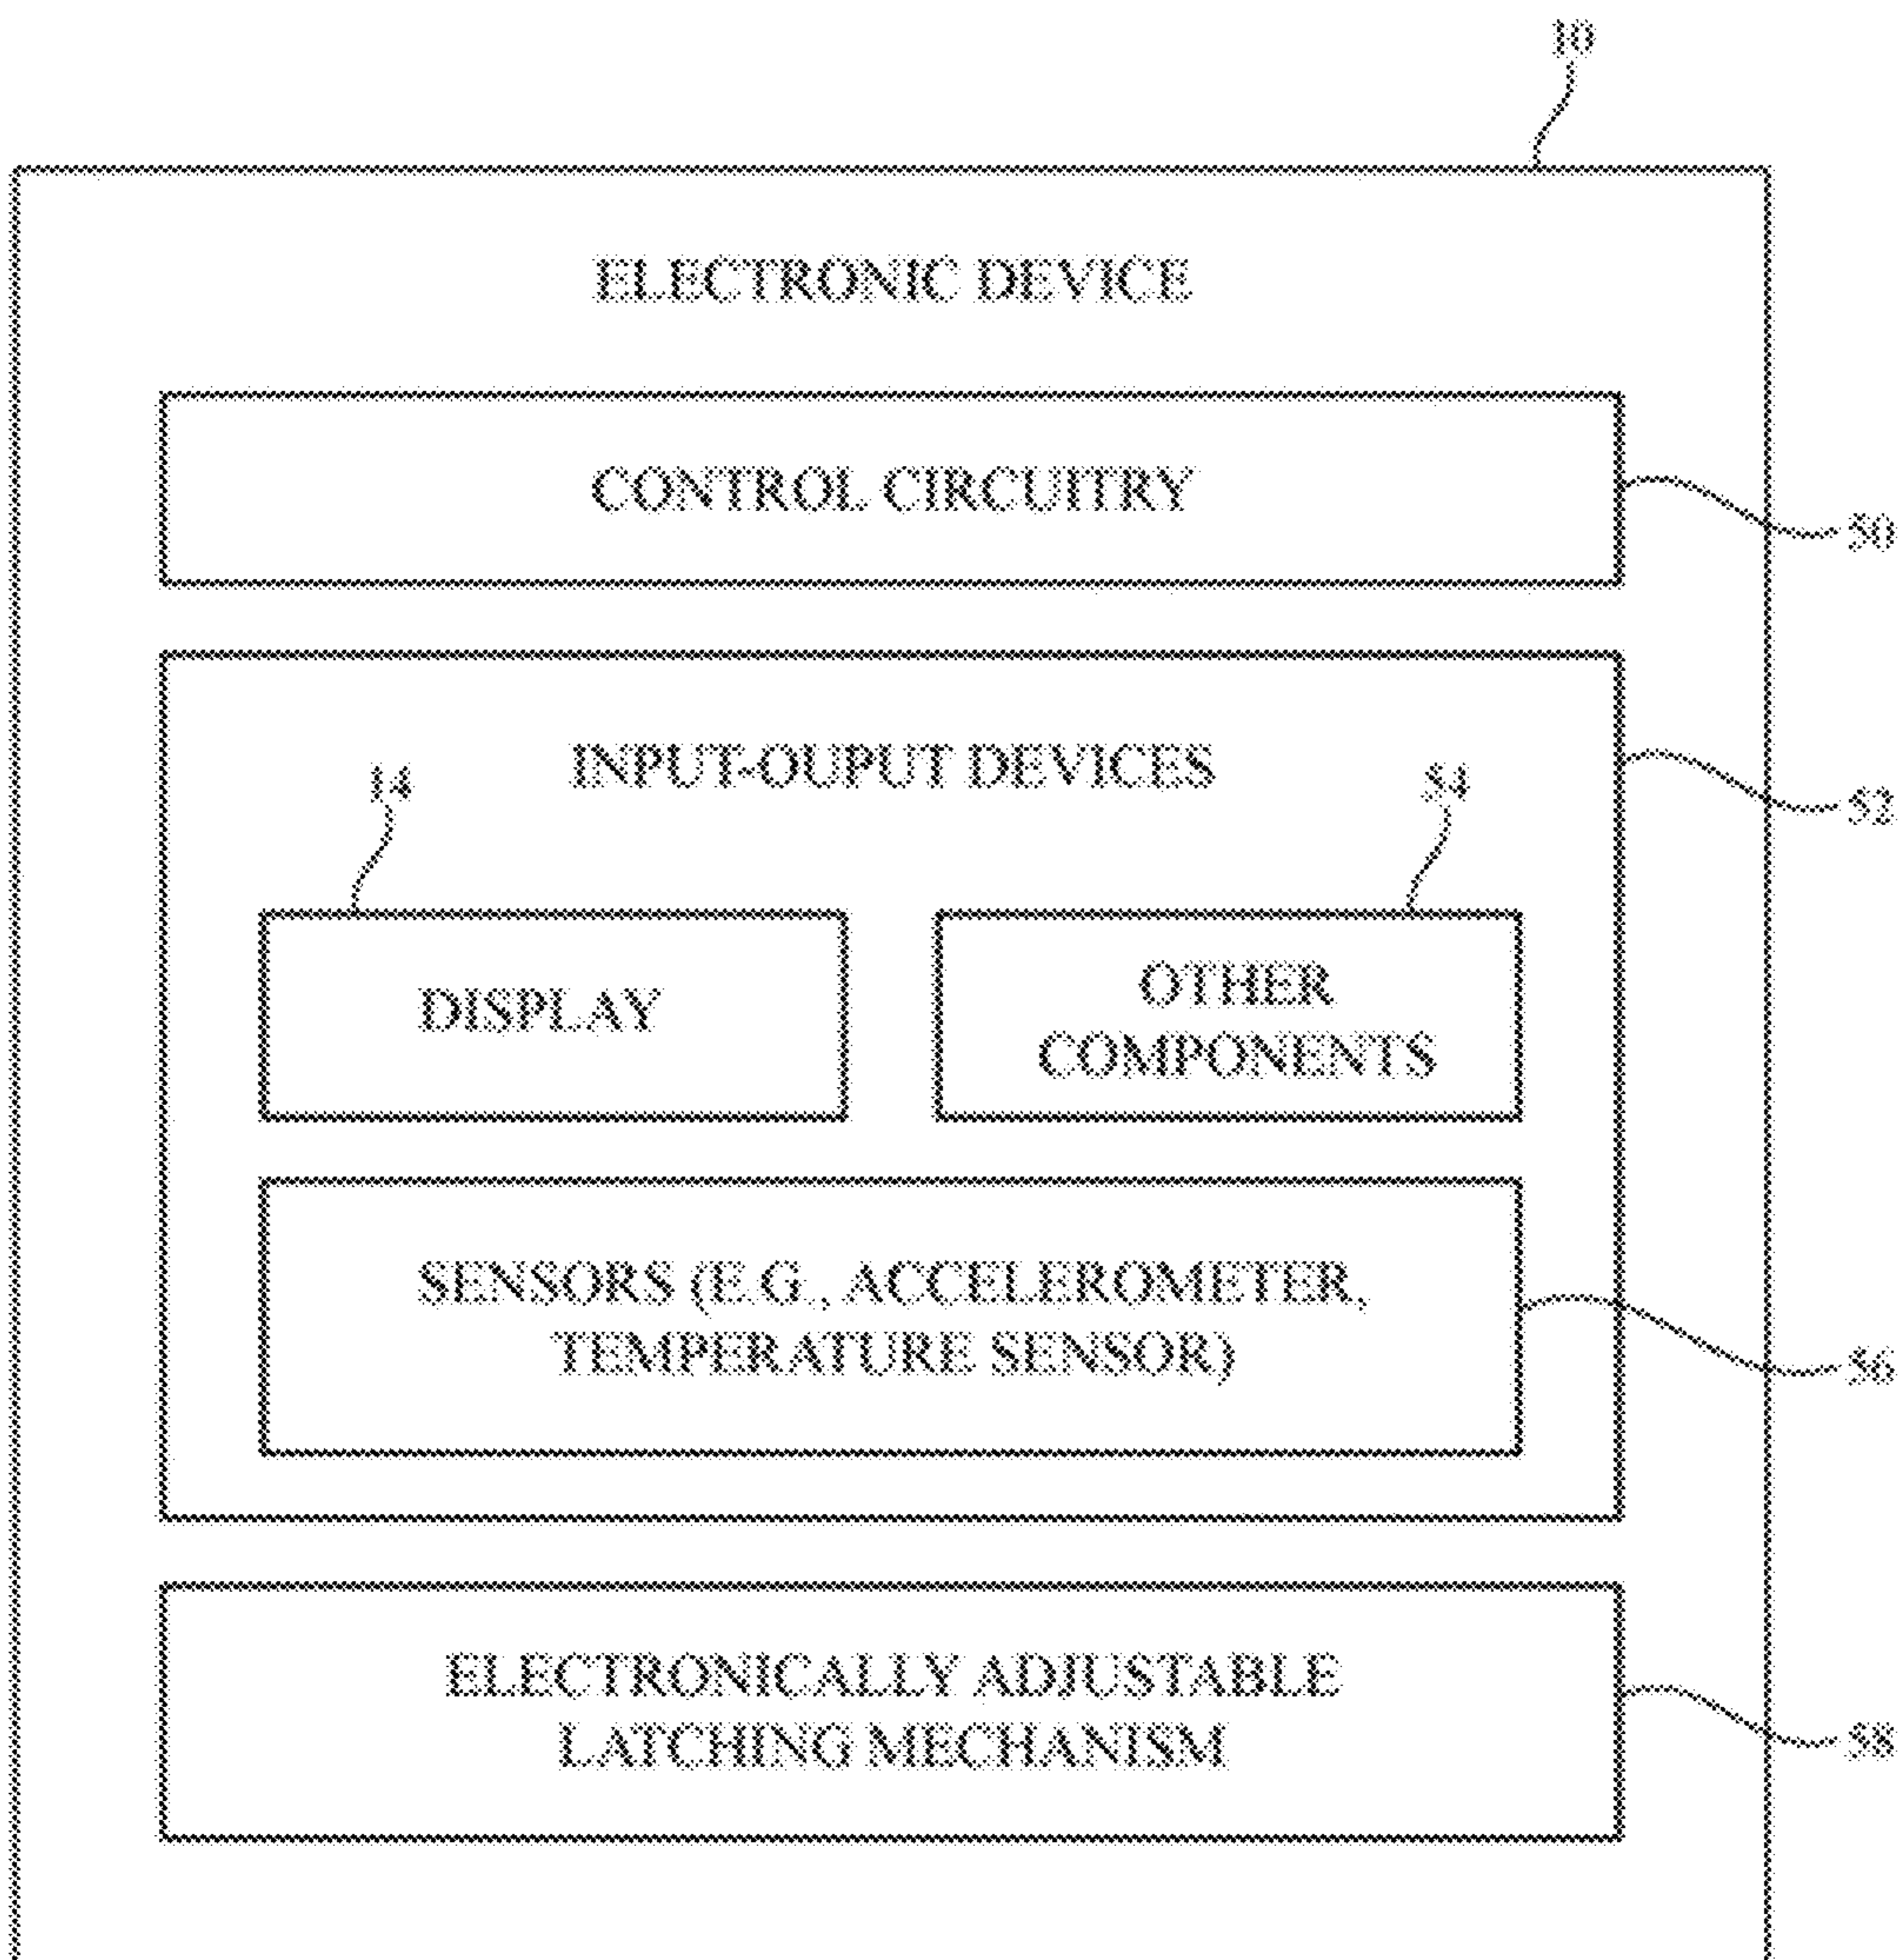 10
ELECTRONIC DEVICE
CONTROL CIRCUITRY
50
INPUT-OUPUT DEVICES
52
14
54
DISPLAY
OTHER
COMPONENTS
SENSORS (E.G., ACCELEROMETER,
TEMPERATURE SENSOR)
56
ELECTRONICALLY ADJUSTABLE
LATCHING MECHANISM
58